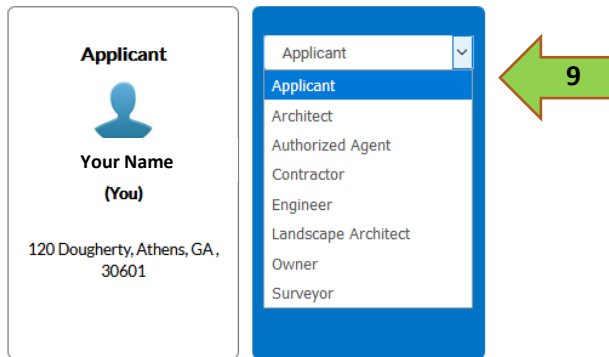 Applicant
Your Name
(You)
120 Dougherty, Athens, GA ,
30601
Applicant
Applicant
Architect
Authorized Agent
Contractor
Engineer
Landscape Architect
Owner
Surveyor
9